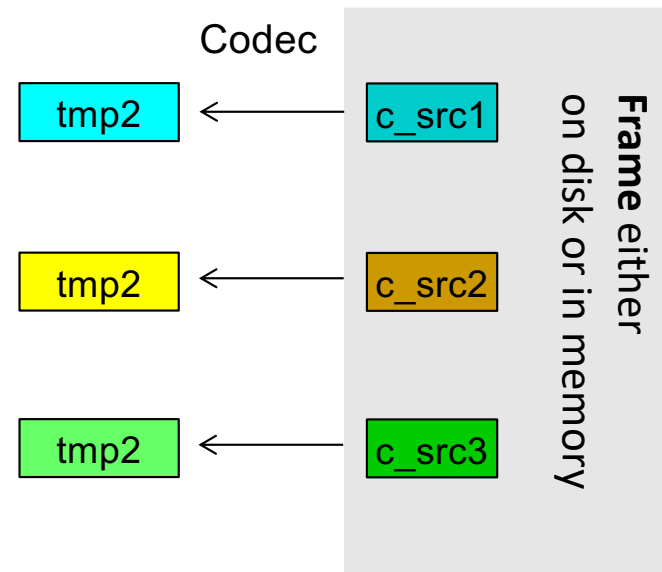 Codec
tmp2
c_src1
tmp2
c_src2
tmp2
c_src3
Frame either
on disk or in memory